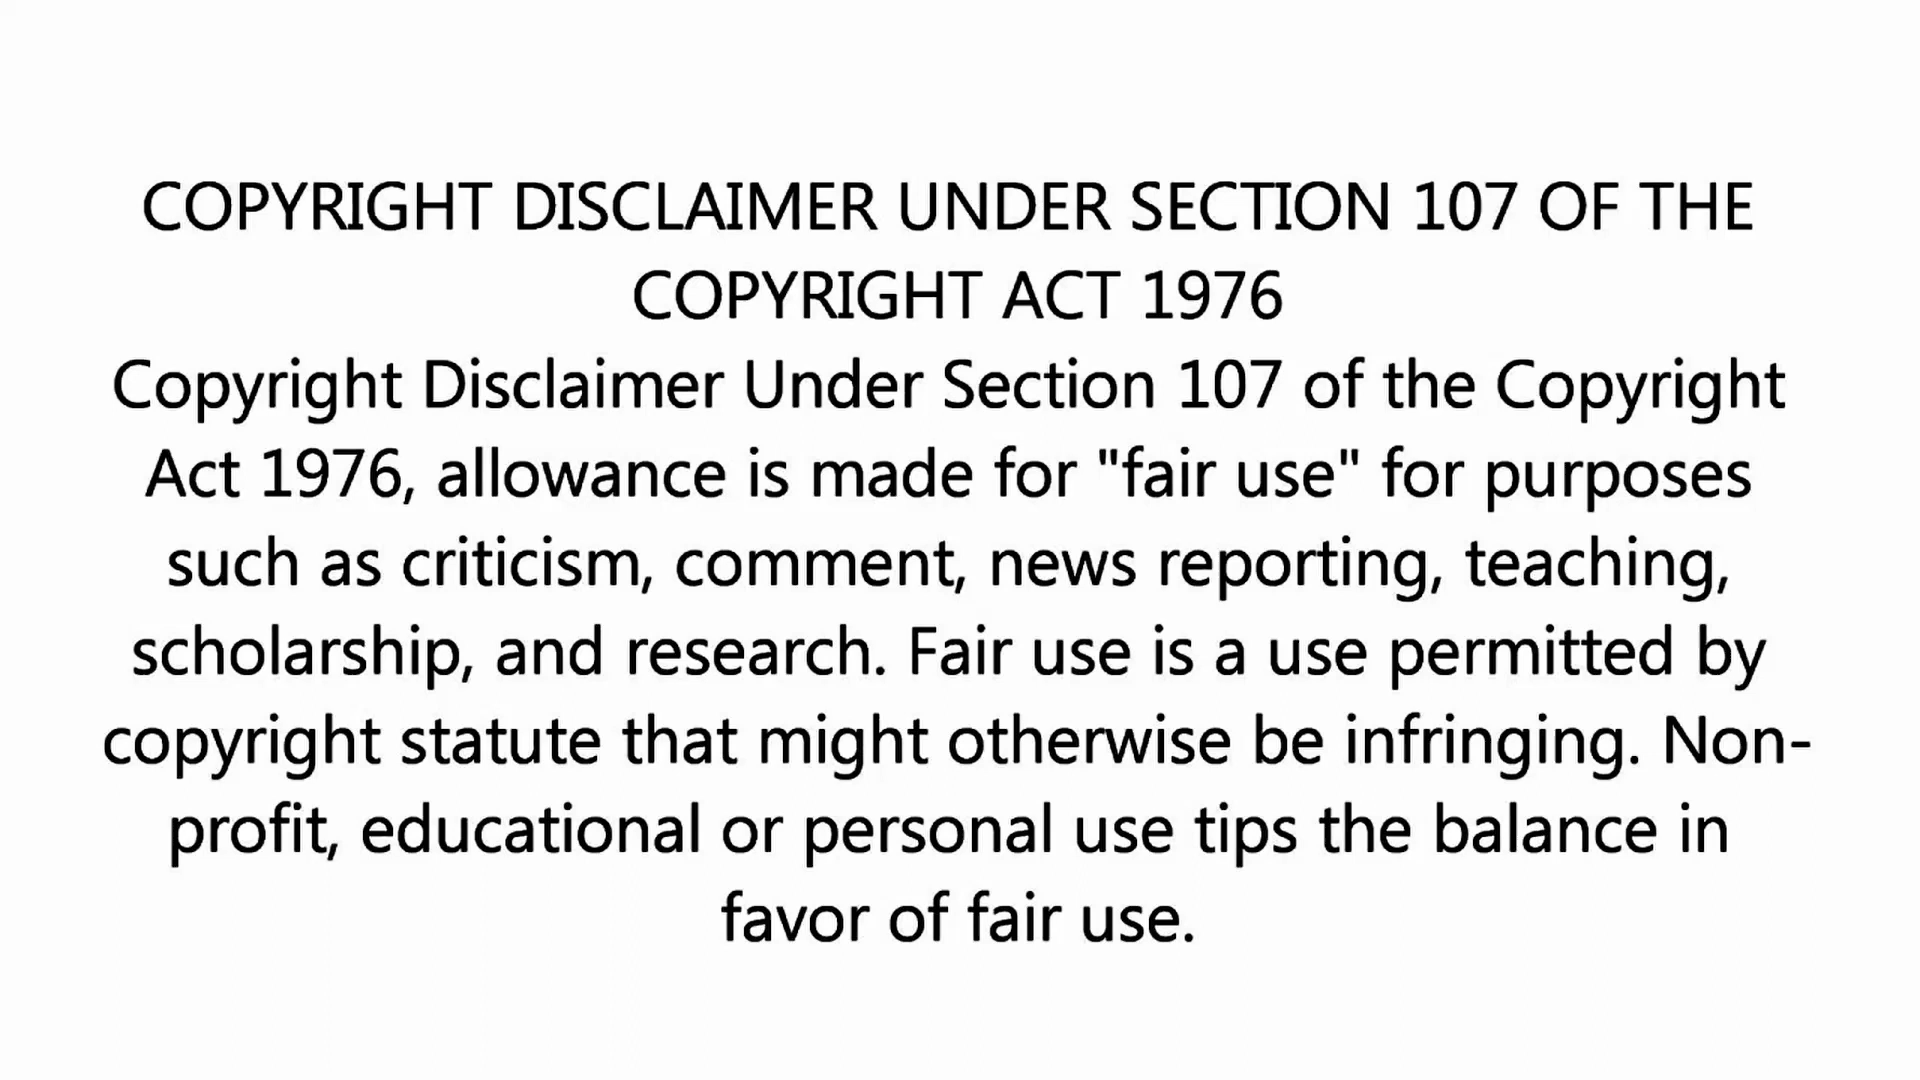 COPYRIGHT DISCLAIMER UNDER SECTION 107 OF THE
COPYRIGHT ACT 1976
Copyright Disclaimer Under Section 107 of the Copyright
Act 1976, allowance is made for "fair use" for purposes
such as criticism, comment, news reporting, teaching,
scholarship, and research. Fair use is a use permitted by
copyright statute that might otherwise be infringing. Non-
profit, educational or personal use tips the balance in
favor of fair use.